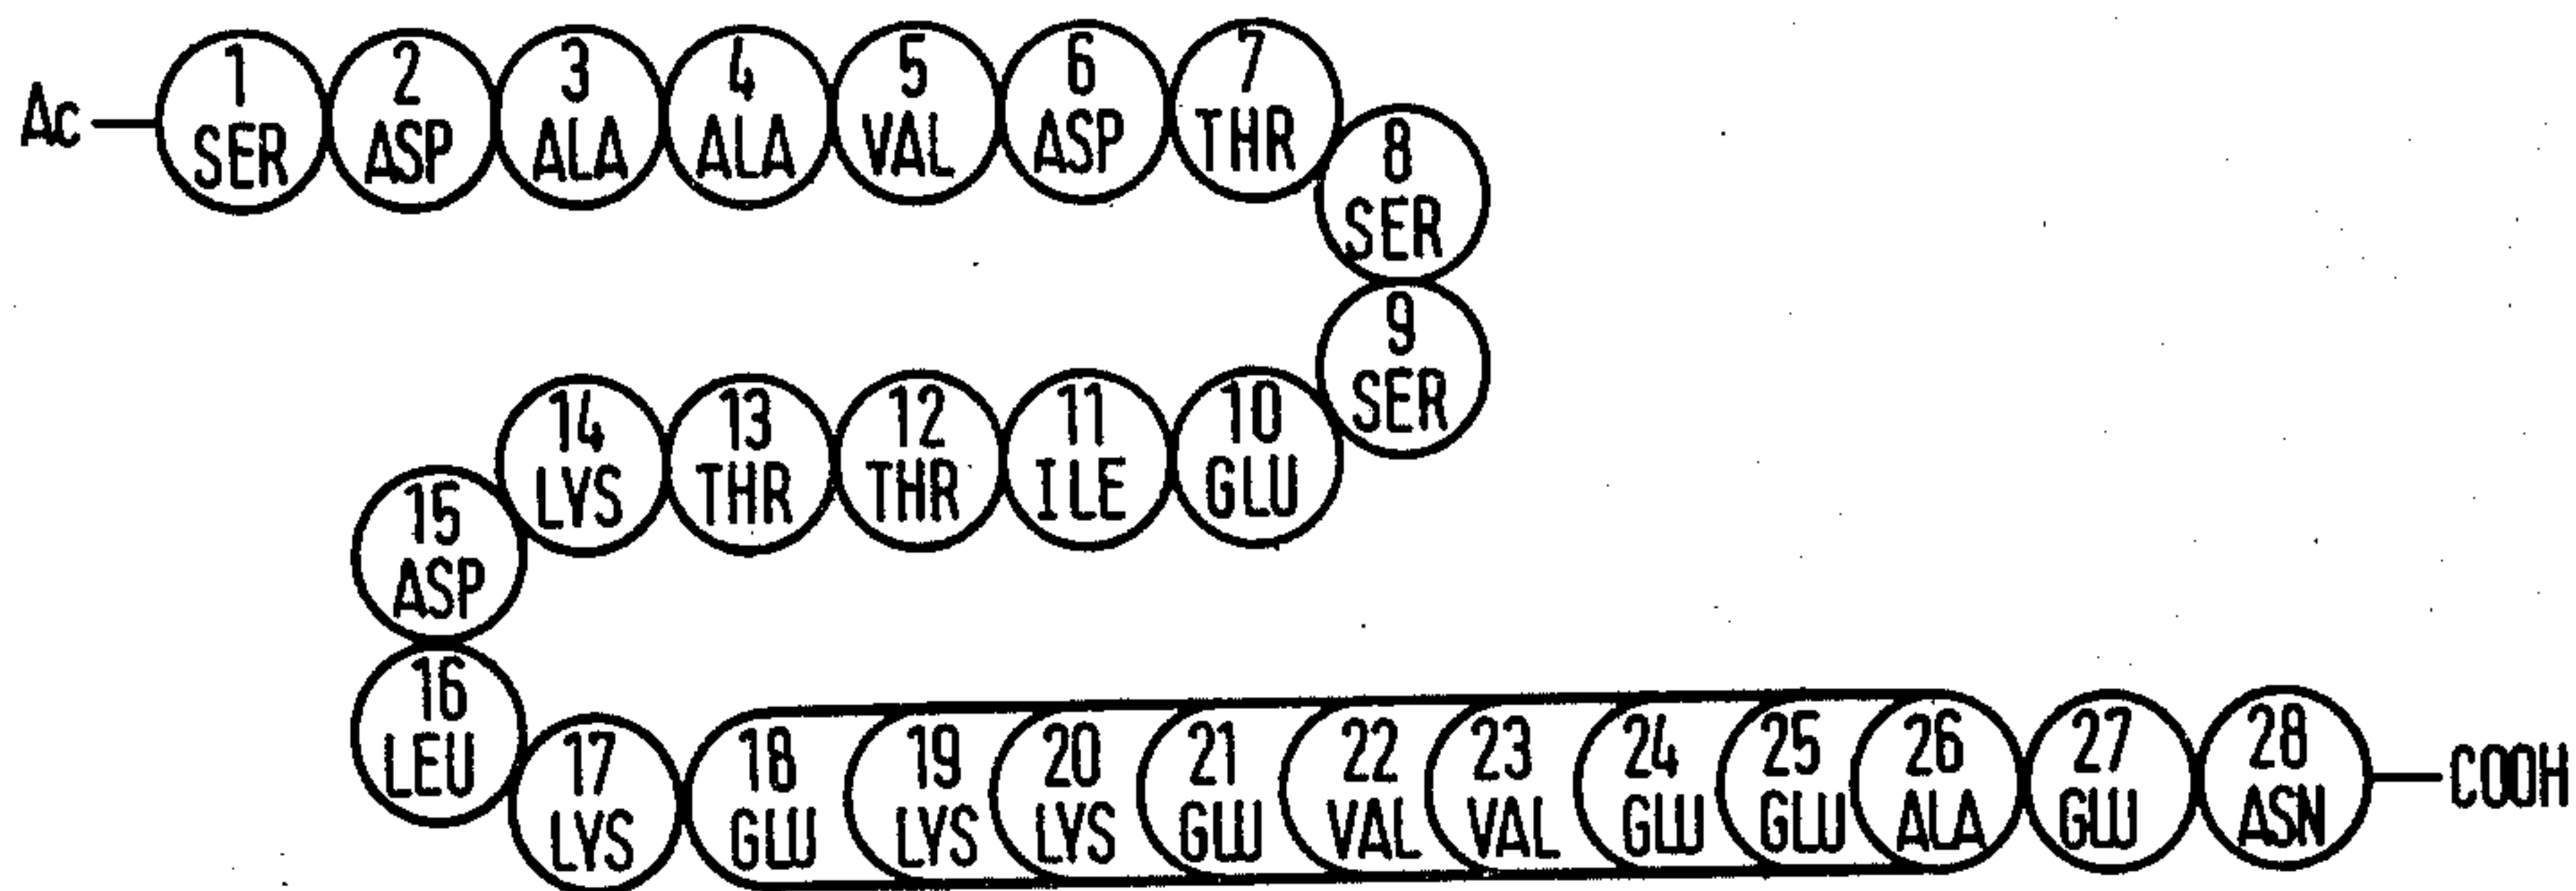 Ac
1 SER
2 ASP
3 ALA
4 ALA
5 VAL
6 ASP
7 THR
8 SER
9 SER
10 GLU
11 ILE
12 THR
13 THR
14 LYS
15 ASP
16 LEU
17 LYS
18 GLU
19 LYS
20 LYS
21 GLU
22 VAL
23 VAL
24 GLU
25 GLU
26 ALA
27 GLU
28 ASN
COOH